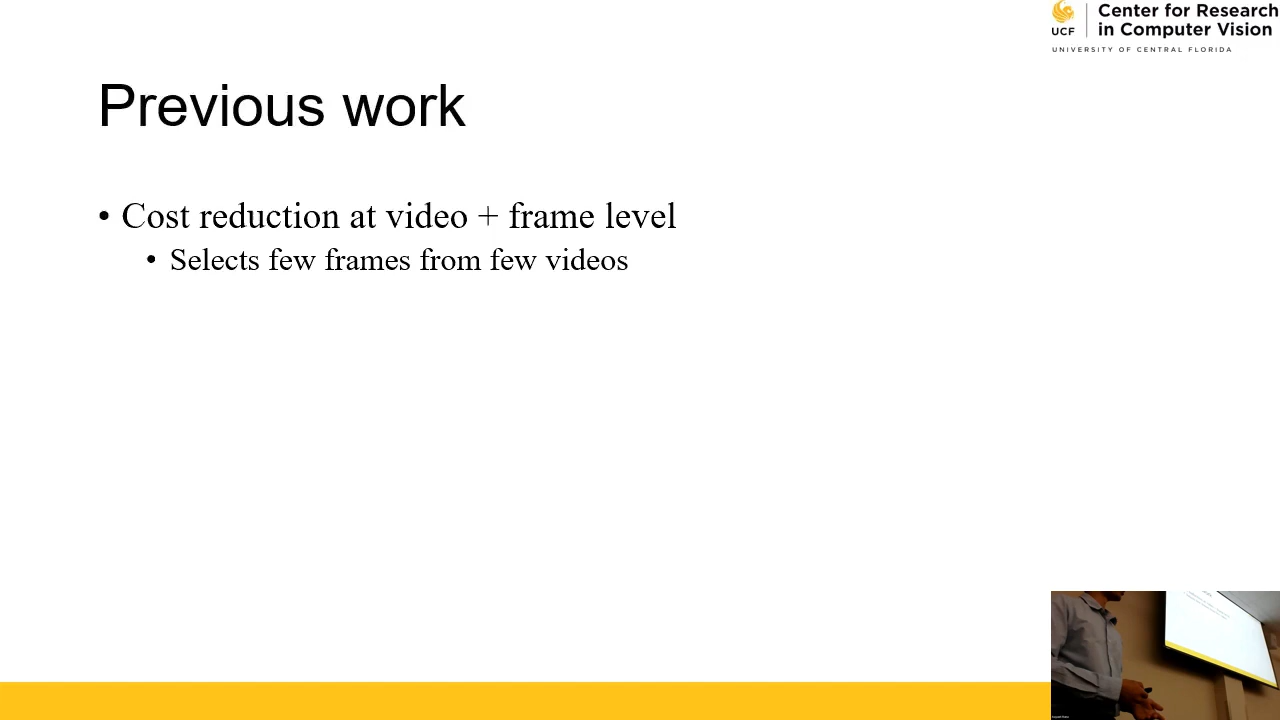 Center for Research
in Computer Vision
UCF
UNIVERSITY OF CENTRAL FLORIDA
Previous work
• Cost reduction at video + frame level
• Selects few frames from few videos